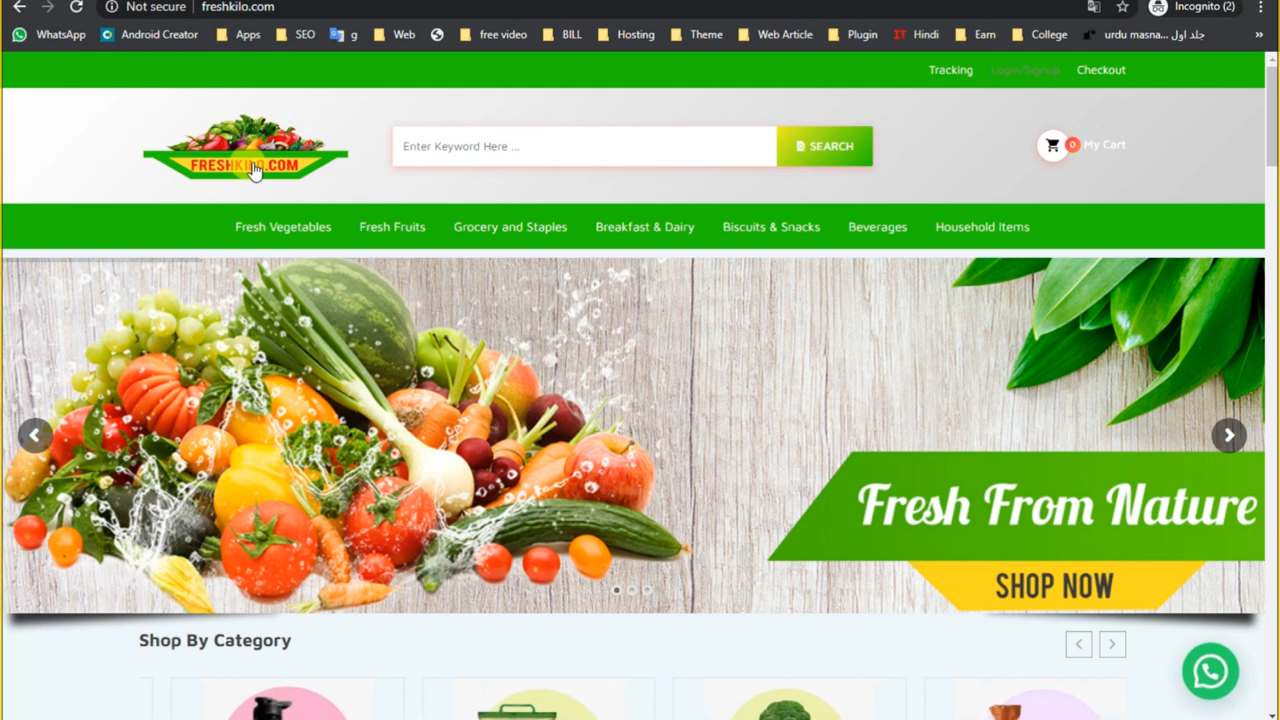 Not secure freshkilo.com Incognito (2)
WhatsApp Android Creator Apps SEO g Web free video BILL Hosting Theme Web Article Plugin IT Hindi Earn College urdu masna... جلد اول »
Tracking Login/Signup Checkout
FRESHKILO.COM
Enter Keyword Here ...
SEARCH
0 My Cart
Fresh Vegetables Fresh Fruits Grocery and Staples Breakfast & Dairy Biscuits & Snacks Beverages Household Items
Fresh From Nature
SHOP NOW
Shop By Category